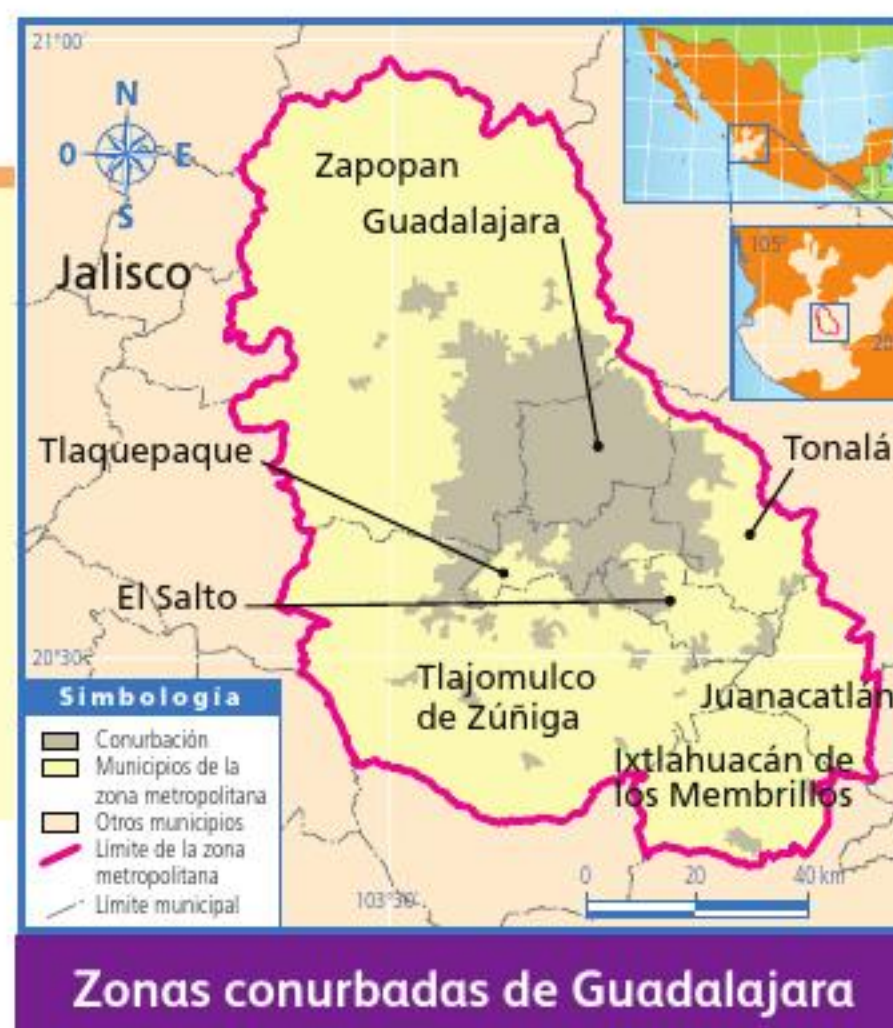 21°00'
N
O
E
S
Zapopan
Guadalajara
Jalisco
105°
Tlaquepaque
Tonalá
El Salto
20°30'
Tlajomulco
de Zúñiga
Juanacatlán
Ixtlahuacán de
los Membrillos
Simbología
Conurbación
Municipios de la
zona metropolitana
Otros municipios
Límite de la zona
metropolitana
Límite municipal
103°30'
0 20 40 km
Zonas conurbadas de Guadalajara